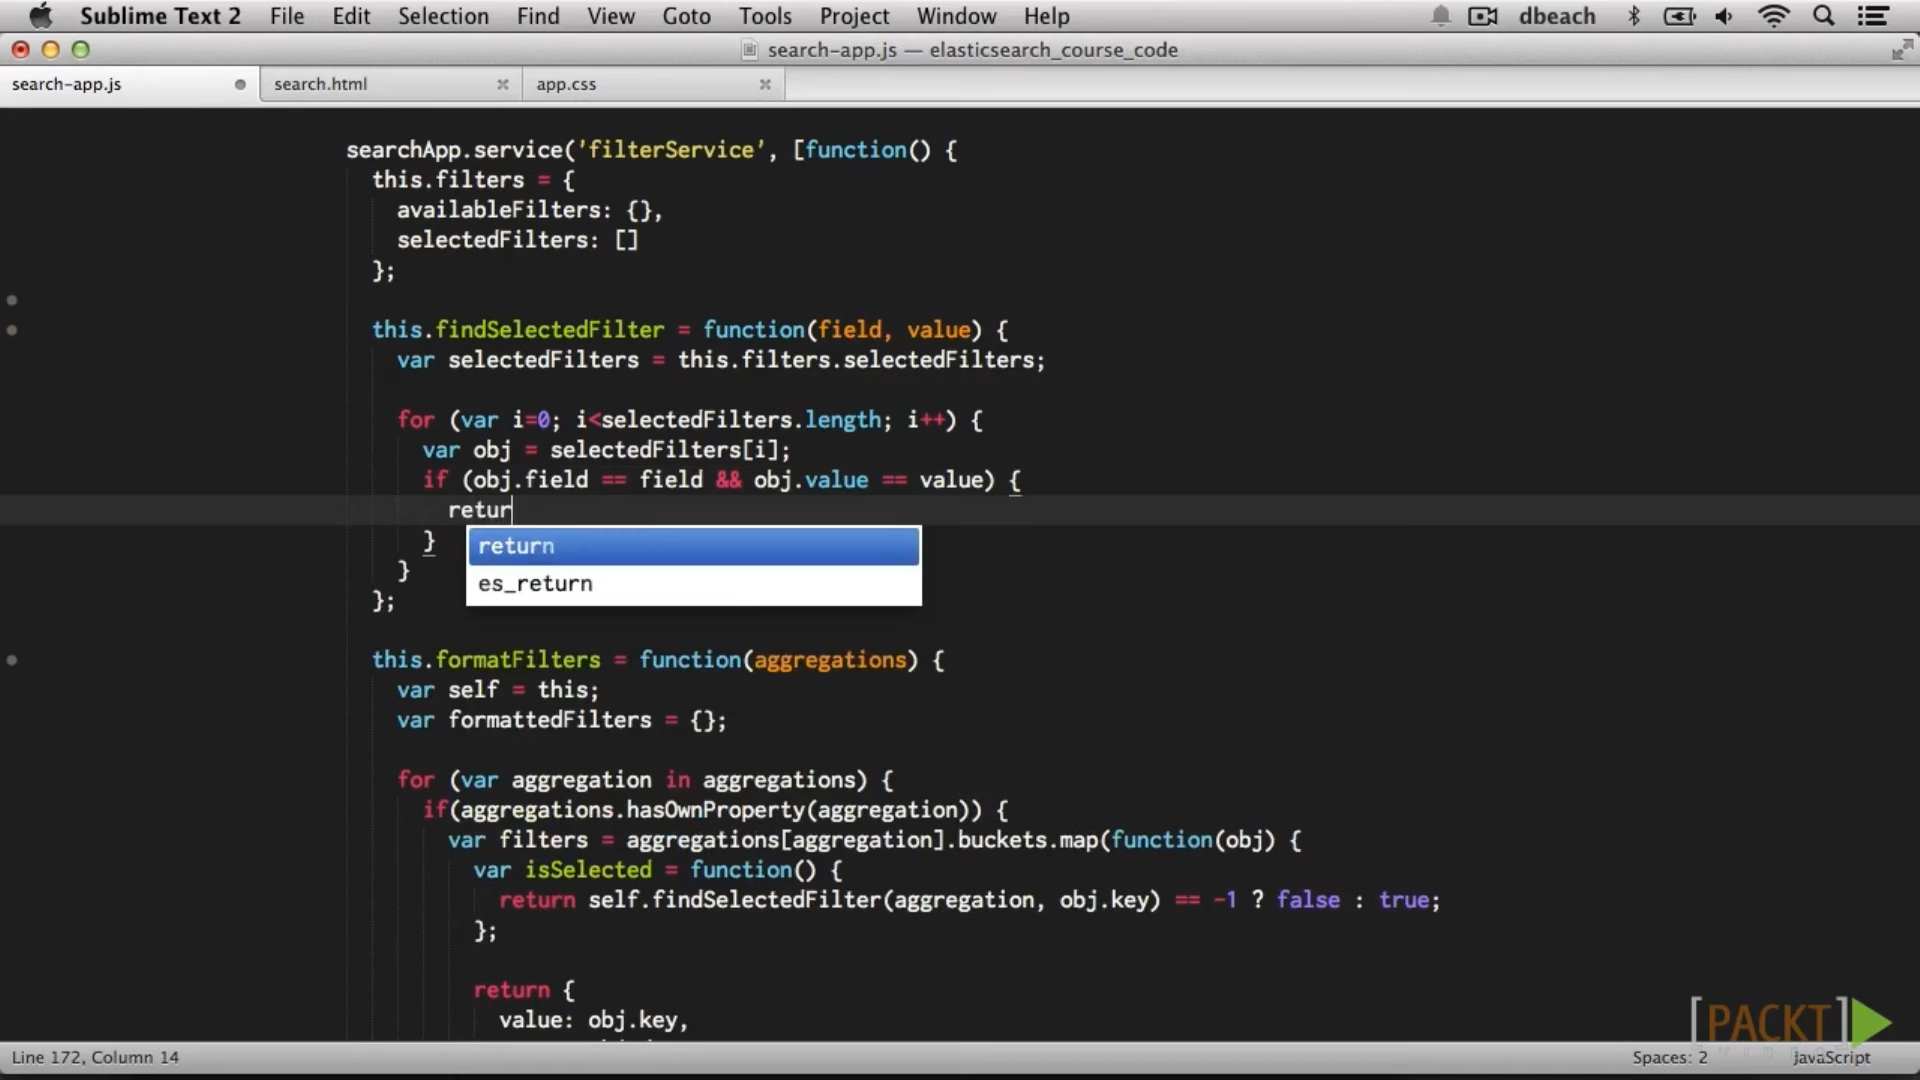 Sublime Text 2 File Edit Selection Find View Goto Tools Project Window Help dbeach
search-app.js — elasticsearch_course_code
search-app.js search.html app.css
searchApp.service('filterService', [function() {
this.filters = {
availableFilters: {},
selectedFilters: []
};
this.findSelectedFilter = function(field, value) {
var selectedFilters = this.filters.selectedFilters;
for (var i=0; i<selectedFilters.length; i++) {
var obj = selectedFilters[i];
if (obj.field == field && obj.value == value) {
retur
return
}
es_return
}
};
this.formatFilters = function(aggregations) {
var self = this;
var formattedFilters = {};
for (var aggregation in aggregations) {
if(aggregations.hasOwnProperty(aggregation)) {
var filters = aggregations[aggregation].buckets.map(function(obj) {
var isSelected = function() {
return self.findSelectedFilter(aggregation, obj.key) == -1 ? false : true;
};
return {
value: obj.key,
[PACKT]
Line 172, Column 14 Spaces: 2 JavaScript